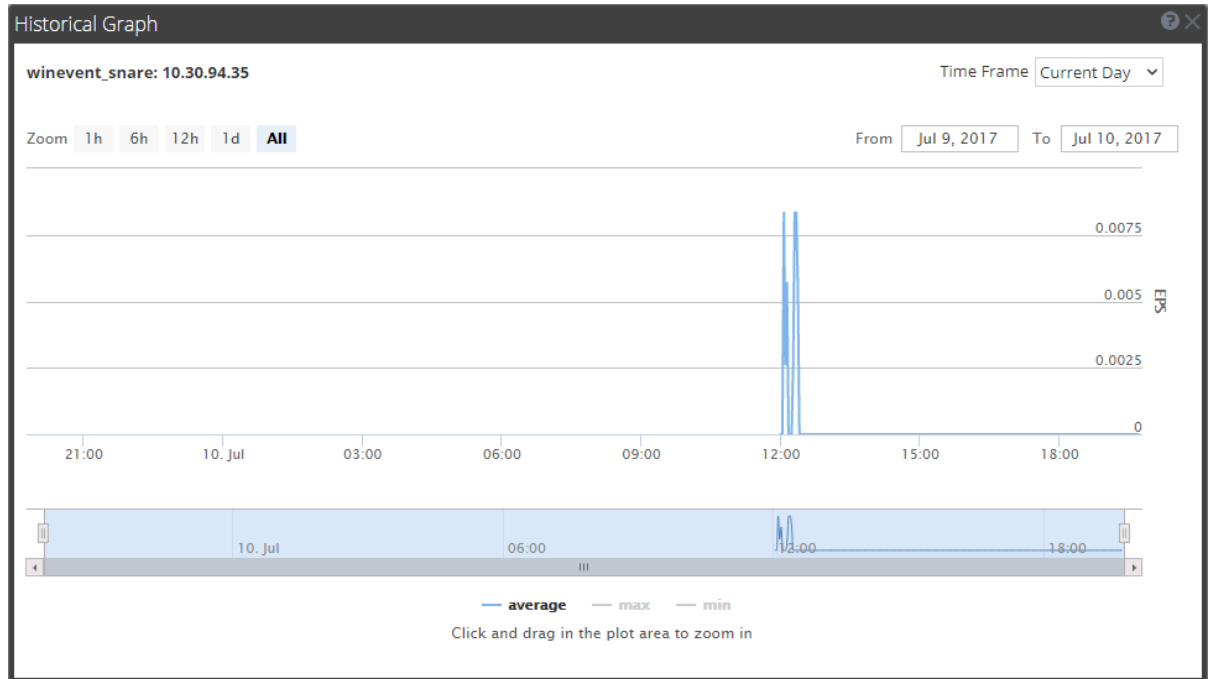 Historical Graph
winevent_snare: 10.30.94.35
Time Frame Current Day
Zoom 1h 6h 12h 1d All
From Jul 9, 2017 To Jul 10, 2017
0.0075
0.005
EPS
0.0025
0
21:00 10. Jul 03:00 06:00 09:00 12:00 15:00 18:00
10. Jul 06:00 12:00 18:00
average max min
Click and drag in the plot area to zoom in